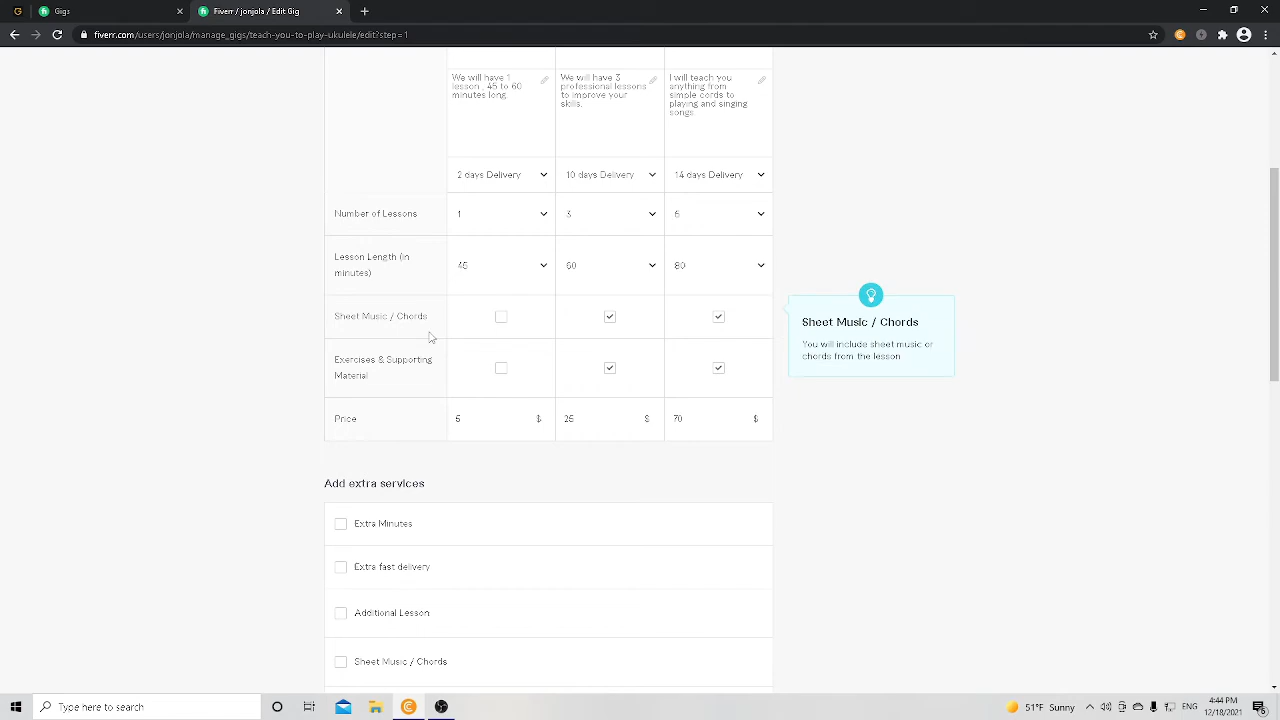 Gigs
Fiverr / jonjola / Edit Gig
fiverr.com/users/jonjola/manage_gigs/teach-you-to-play-ukulele/edit?step=1
We will have 1
lesson , 45 to 60
minutes long.
We will have 3
professional lessons
to improve your
skills.
I will teach you
anything from
simple cords to
playing and singing
songs
2 days Delivery
10 days Delivery
14 days Delivery
Number of Lessons
1
3
6
Lesson Length (in
minutes)
45
60
80
Sheet Music / Chords
Exercises & Supporting
Material
Price
5
$
25
$
70
$
Sheet Music / Chords
You will include sheet music or
chords from the lesson
Add extra services
Extra Minutes
Extra fast delivery
Additional Lesson
Sheet Music / Chords
Type here to search
51°F Sunny
ENG
4:44 PM
12/18/2021